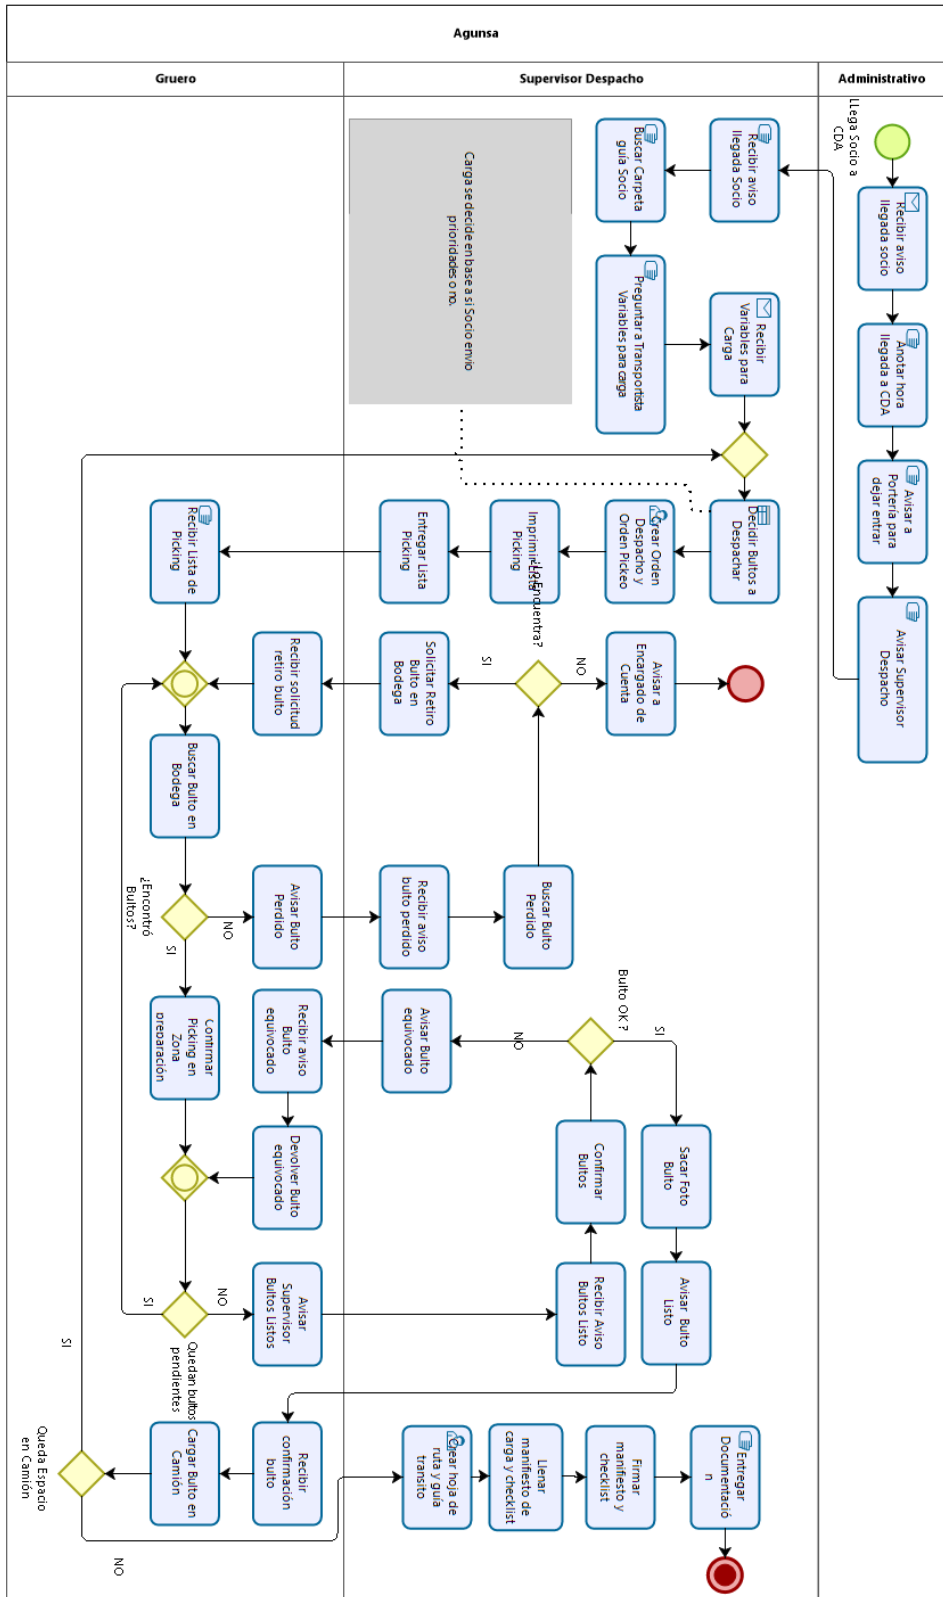 Agunsa
Gruero
Supervisor Despacho
Administrativo
LLega Socio a
CDA
Recibir aviso
llegada socio
Anotar hora
llegada a CDA
Avisar a
Portería para
dejar entrar
Avisar Supervisor
Despacho
Recibir aviso
llegada Socio
Buscar Carpeta
guía Socio
Preguntar a Transportista
Variables para carga
Recibir
Variables para
Carga
Carga se decide en base a si Socio envio
prioridades o no.
Decidir Bultos a
Despachar
Crear Orden
Despacho y
Orden Pickeo
Imprimir Lista
Picking
Entregar Lista
Picking
Recibir Lista de
Picking
¿Lo Encuentra?
NO
SI
Avisar a
Encargado de
Cuenta
Solicitar Retiro
Bulto en
Bodega
Recibir solicitud
retiro bulto
Buscar Bulto en
Bodega
¿Encontró
Bultos?
NO
SI
Avisar Bulto
Perdido
Recibir aviso
bulto perdido
Buscar Bulto
Perdido
Confirmar
Picking en
Zona
preparación
Recibir aviso
Bulto
equivocado
Avisar Bulto
equivocado
Bulto OK ?
NO
SI
Devolver Bulto
equivocado
Confirmar
Bultos
Sacar Foto
Bulto
Avisar
Supervisor
Bultos Listos
Recibir Aviso
Bultos Listo
Avisar Bulto
Listo
NO
SI
Quedan bultos
pendientes
Recibir
confirmación
bulto
Cargar Bulto en
Camión
Queda Espacio
en Camión
SI
NO
Crear hoja de
ruta y guía
transito
Llenar
manifiesto de
carga y checklist
Firmar
manifiesto y
checklist
Entregar
Documentació
n